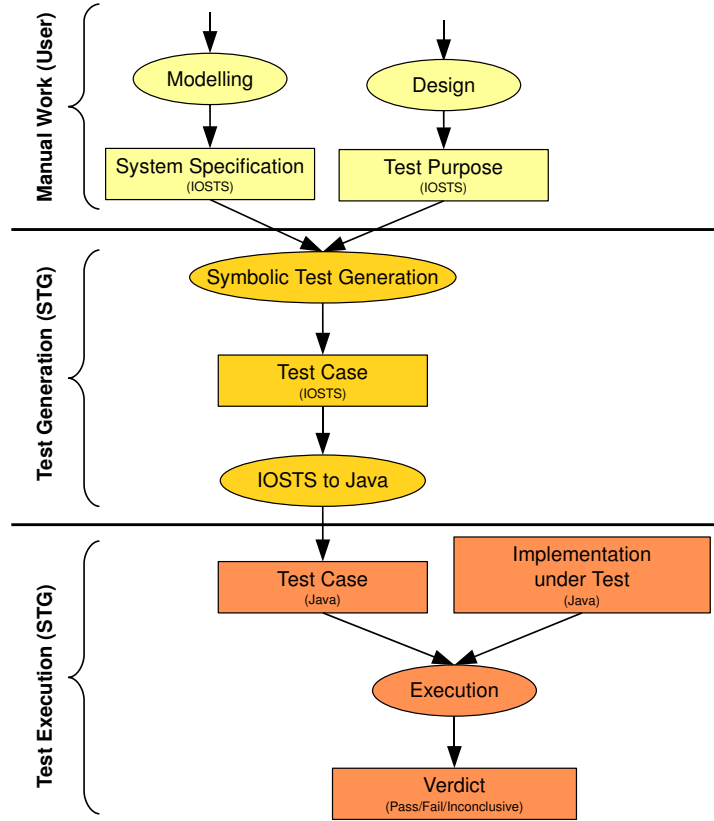 Manual Work (User)
Modelling
Design
System Specification
(IOSTS)
Test Purpose
(IOSTS)
Test Generation (STG)
Symbolic Test Generation
Test Case
(IOSTS)
IOSTS to Java
Test Execution (STG)
Test Case
(Java)
Implementation
under Test
(Java)
Execution
Verdict
(Pass/Fail/Inconclusive)